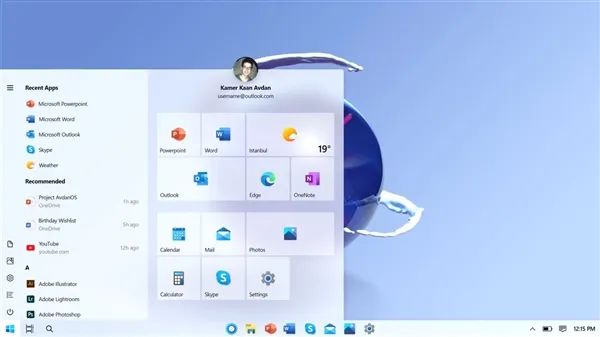 Kamer Kaan Avdan
username@outlook.com
Recent Apps
Microsoft Powerpoint
Microsoft Word
Microsoft Outlook
Skype
Weather
Recommended
Project AvdanOS
OneDrive
1h ago
Birthday Wishlist
OneDrive
5h ago
YouTube
youtube.com
12h ago
A
Adobe Illustrator
Adobe Lightroom
Adobe Photoshop
Powerpoint
Word
Istanbul
19°
Outlook
Edge
OneNote
Calendar
Mail
Photos
Calculator
Skype
Settings
12:15 PM